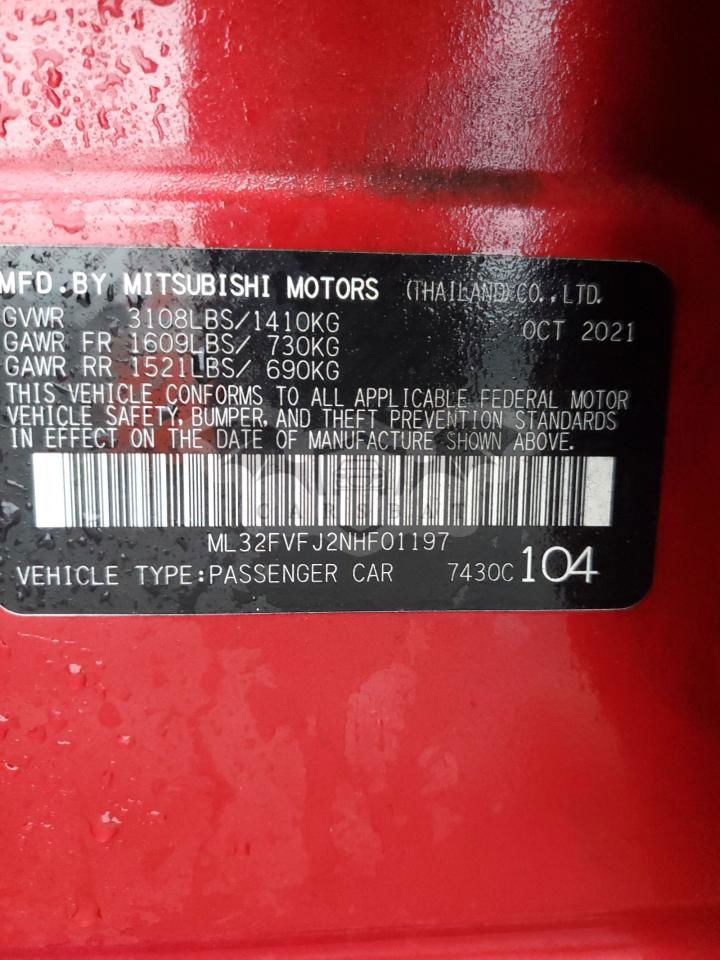 MFD. BY MITSUBISHI MOTORS (THAILAND) CO., LTD.
GVWR 3108LBS/1410KG OCT 2021
GAWR FR 1609LBS/ 730KG
GAWR RR 1521LBS/ 690KG
THIS VEHICLE CONFORMS TO ALL APPLICABLE FEDERAL MOTOR
VEHICLE SAFETY, BUMPER, AND THEFT PREVENTION STANDARDS
IN EFFECT ON THE DATE OF MANUFACTURE SHOWN ABOVE.
CARSBAT
ML32FVFJ2NHF01197
VEHICLE TYPE:PASSENGER CAR 7430C 104